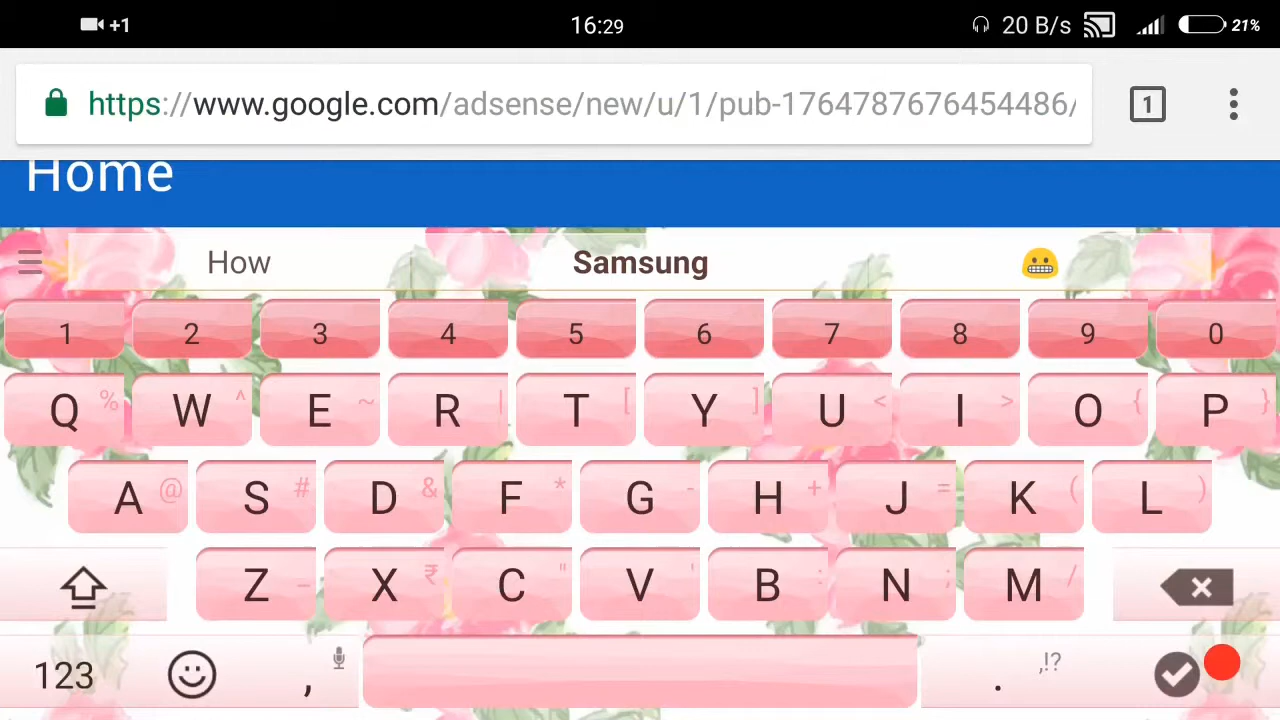 +1 16:29 20 B/s 21%
https://www.google.com/adsense/new/u/1/pub-1764787676454486/ 1
Home
How Samsung
1 2 3 4 5 6 7 8 9 0
Q % W ^ E ~ R | T [ Y ] U < I > O { P }
A @ S # D & F * G - H + J = K ( L )
Z _ X ₹ C " V ' B : N ; M /
123 , . ,!?